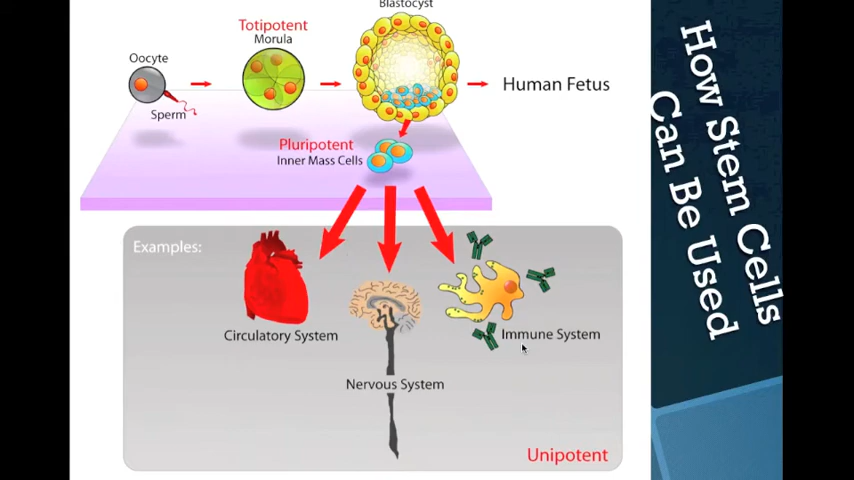 Blastocyst
Totipotent
Morula
Oocyte
Sperm
Human Fetus
Pluripotent
Inner Mass Cells
Examples:
Circulatory System
Immune System
Nervous System
Unipotent
How Stem Cells
Can Be Used